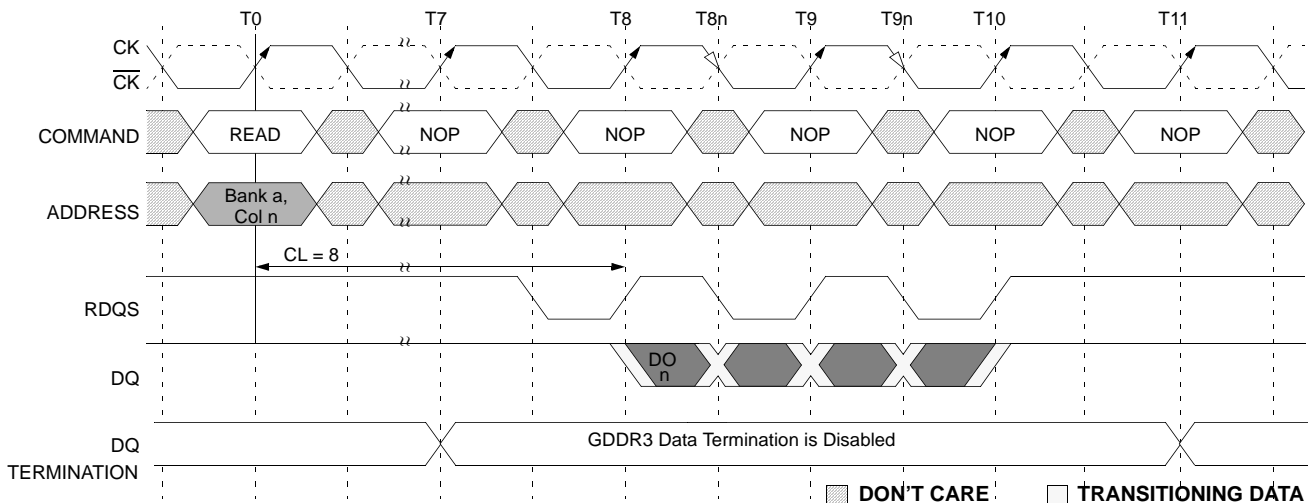 T0 T7 T8 T8n T9 T9n T10 T11
CK
CK
COMMAND READ NOP NOP NOP NOP NOP
ADDRESS Bank a,
Col n
CL = 8
RDQS
DQ DO
n
DQ
TERMINATION GDDR3 Data Termination is Disabled
DON'T CARE TRANSITIONING DATA